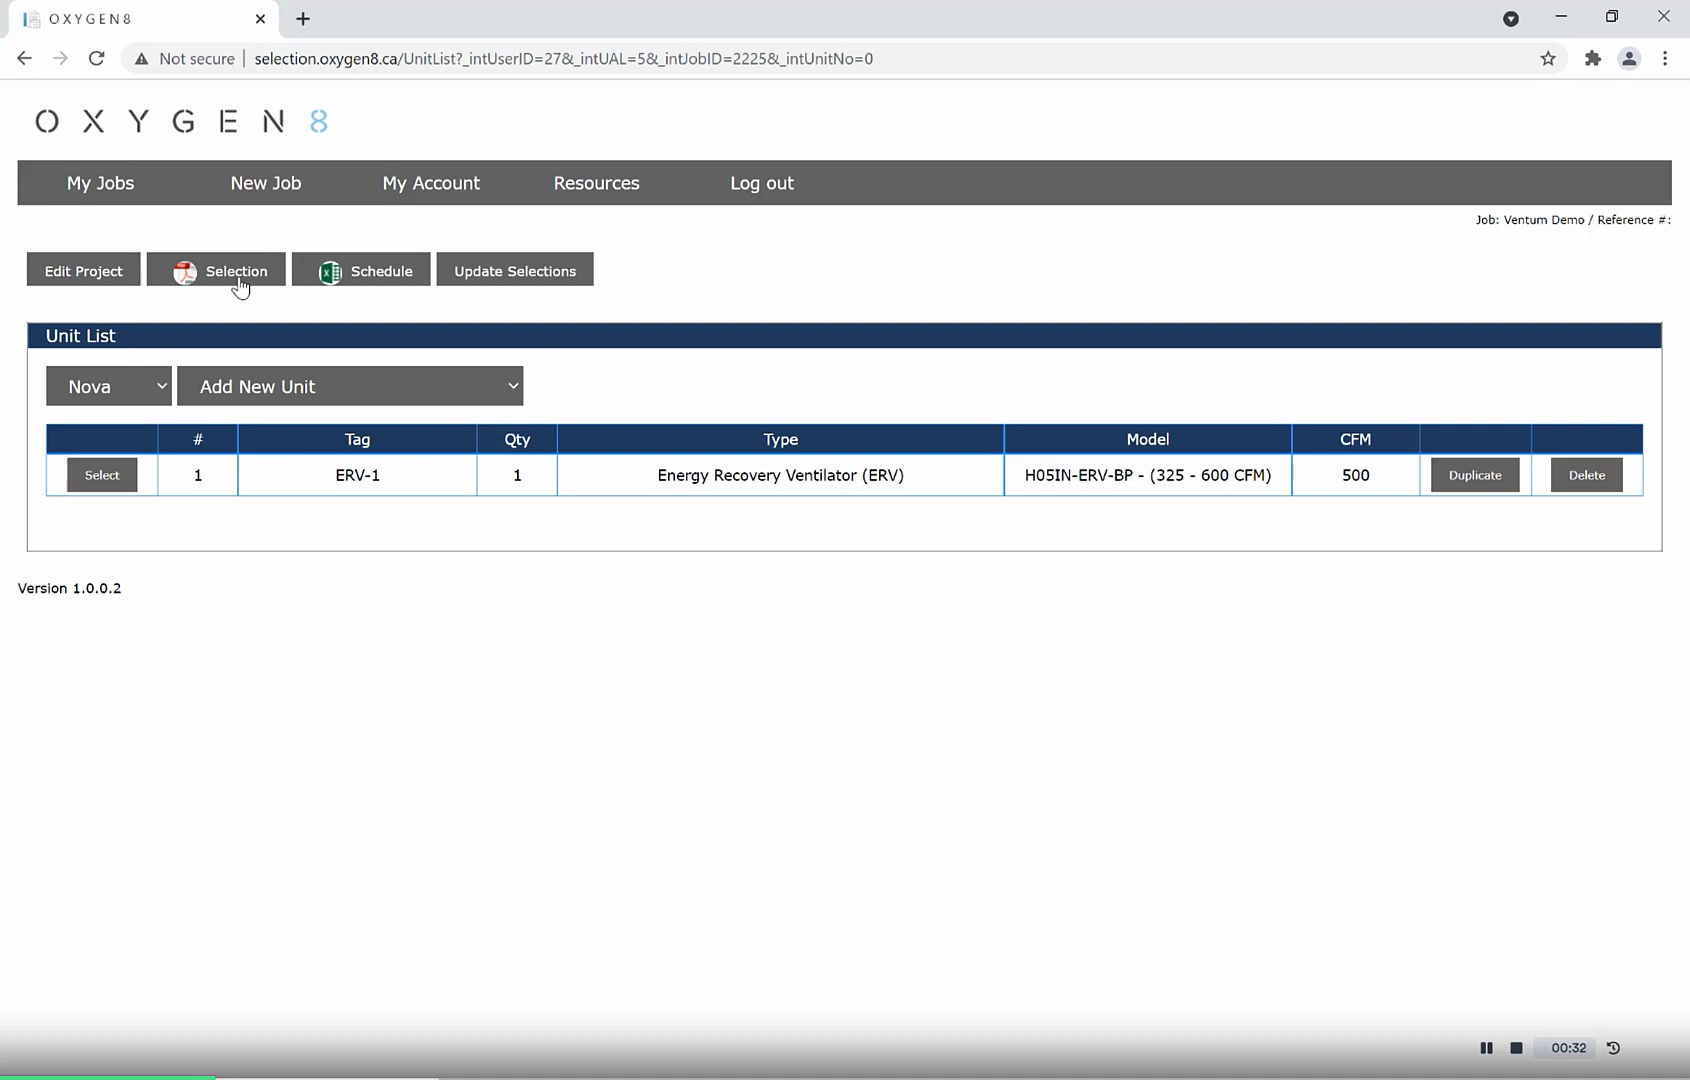 OXYGEN8
Not secure | selection.oxygen8.ca/UnitList?_intUserID=27&_intUAL=5&_intJobID=2225&_intUnitNo=0
OXYGEN8
My Jobs New Job My Account Resources Log out
Job: Ventum Demo / Reference #:
Edit Project Selection Schedule Update Selections
Unit List
Nova Add New Unit
# Tag Qty Type Model CFM
Select 1 ERV-1 1 Energy Recovery Ventilator (ERV) H05IN-ERV-BP - (325 - 600 CFM) 500 Duplicate Delete
Version 1.0.0.2
00:32